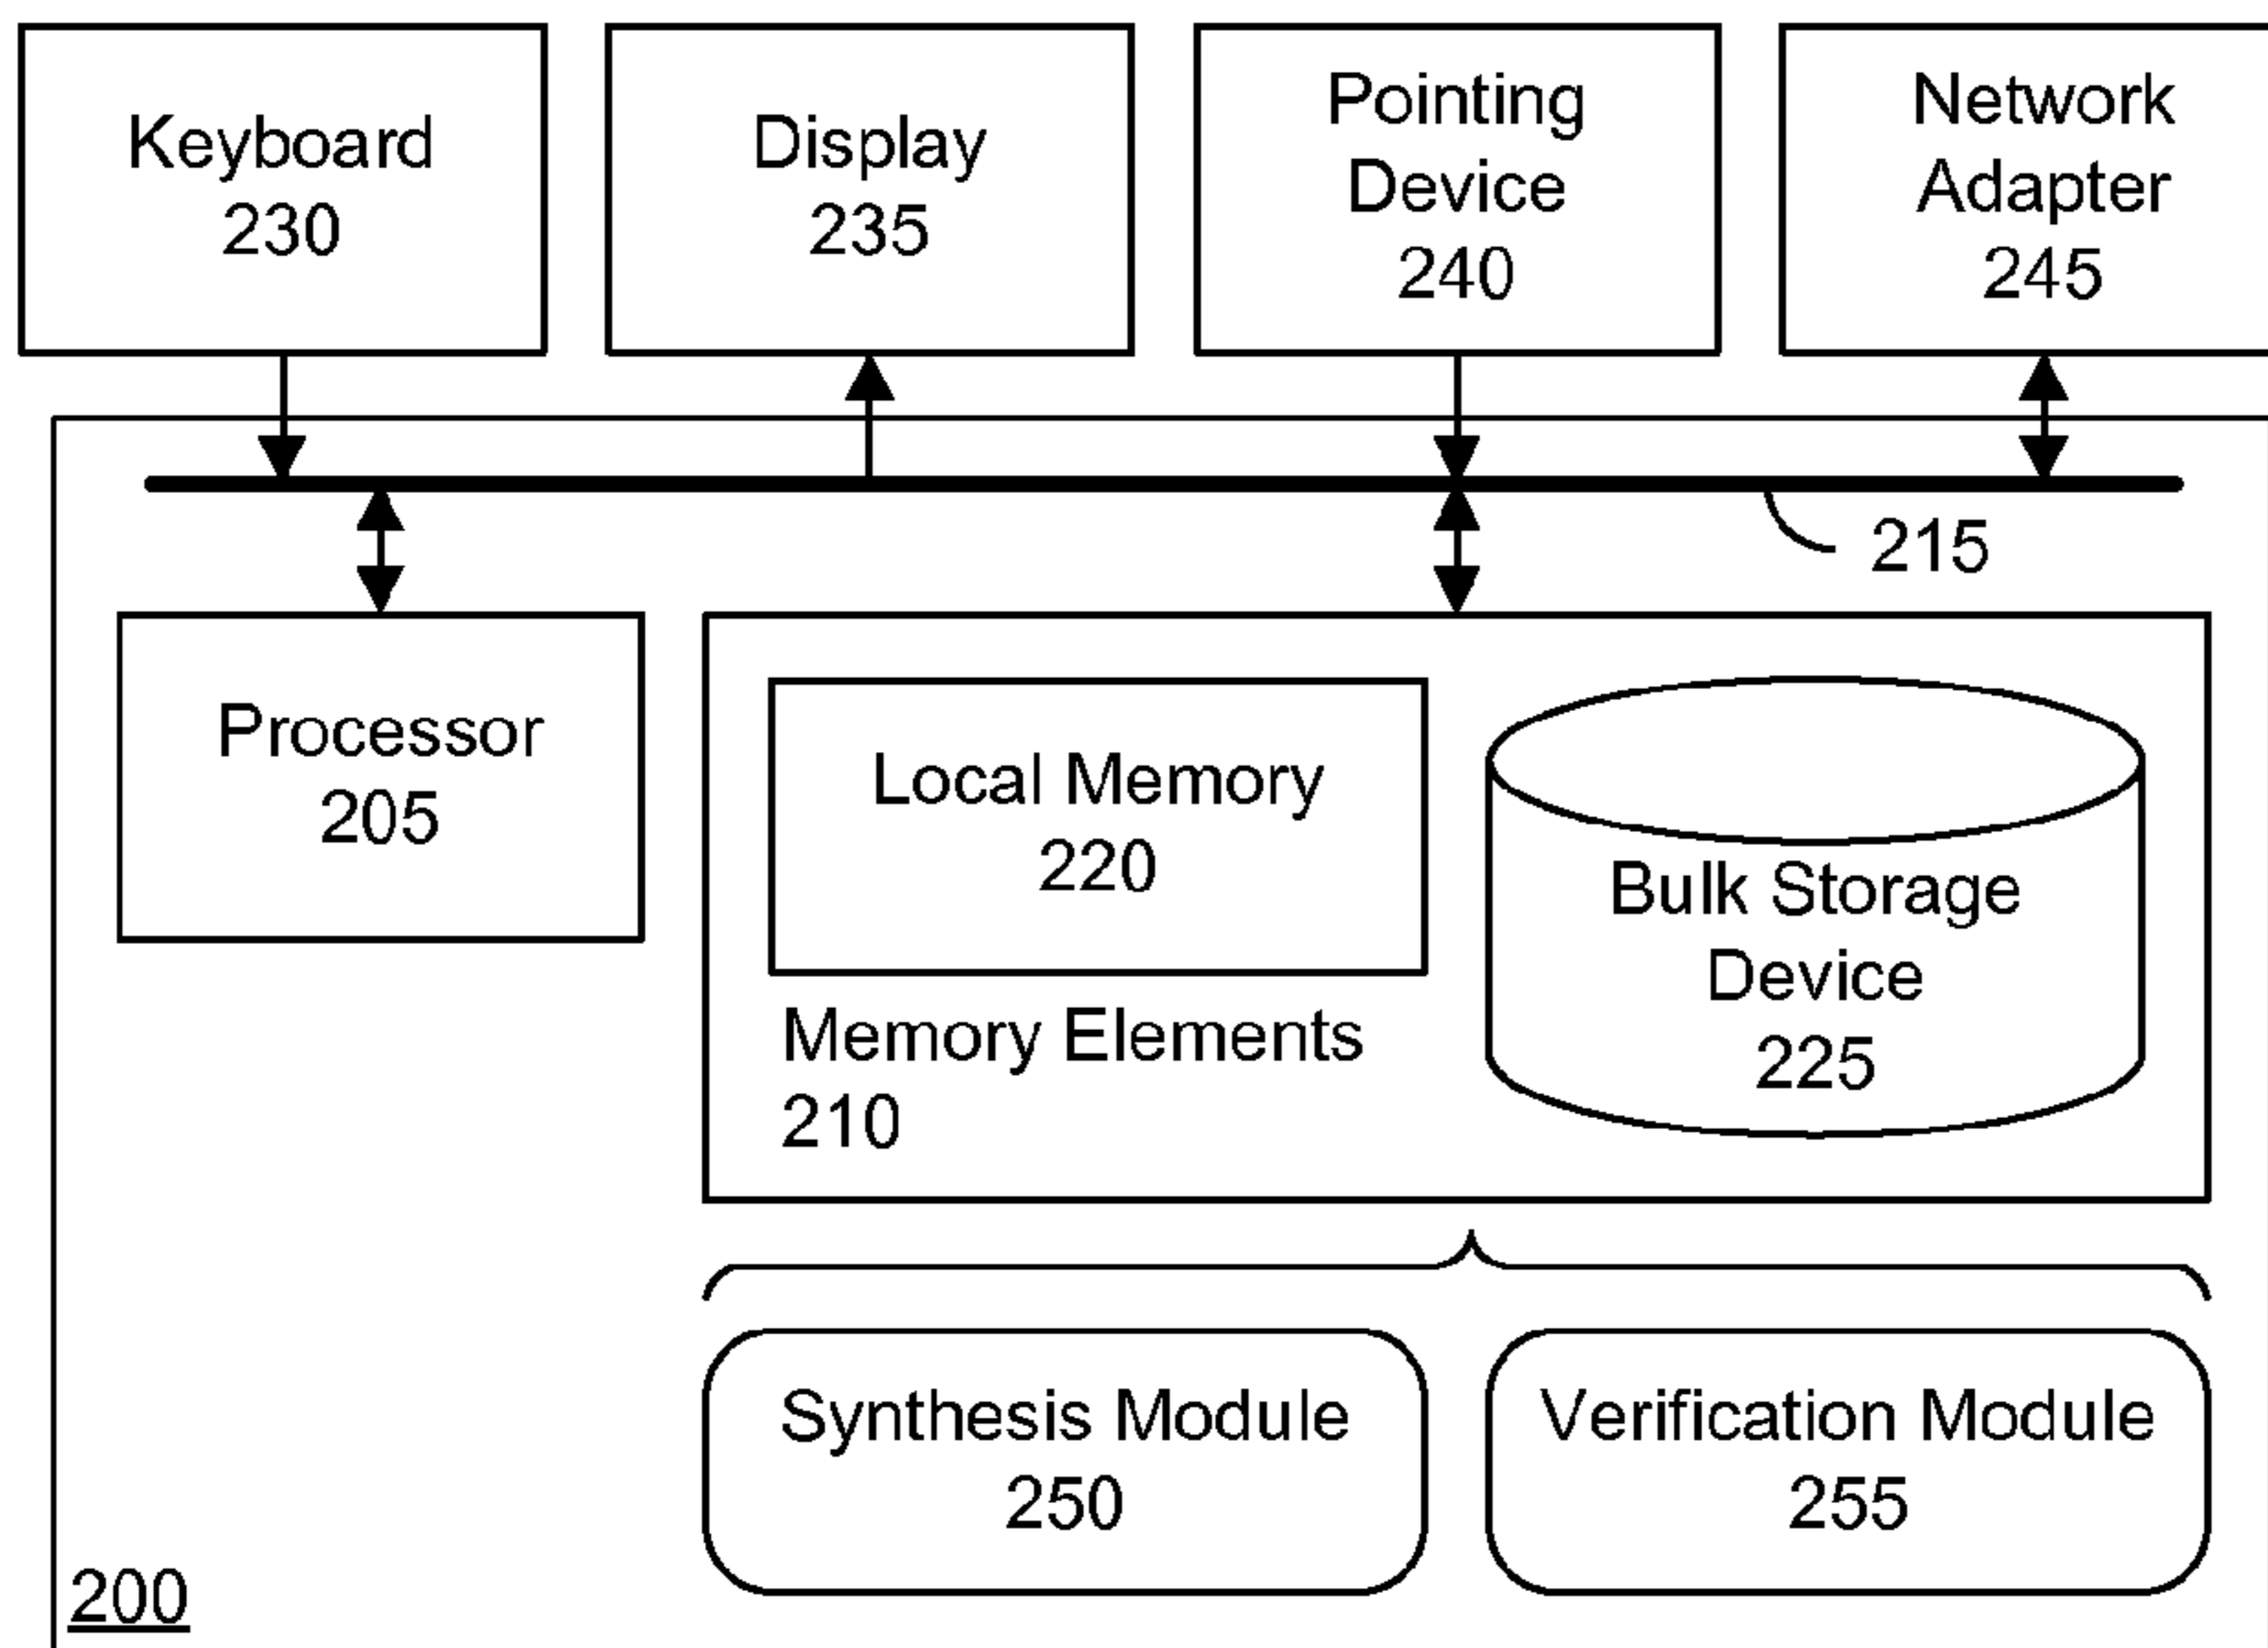 Keyboard
230
Display
235
Pointing
Device
240
Network
Adapter
245
215
Processor
205
Local Memory
220
Memory Elements
210
Bulk Storage
Device
225
Synthesis Module
250
Verification Module
255
200